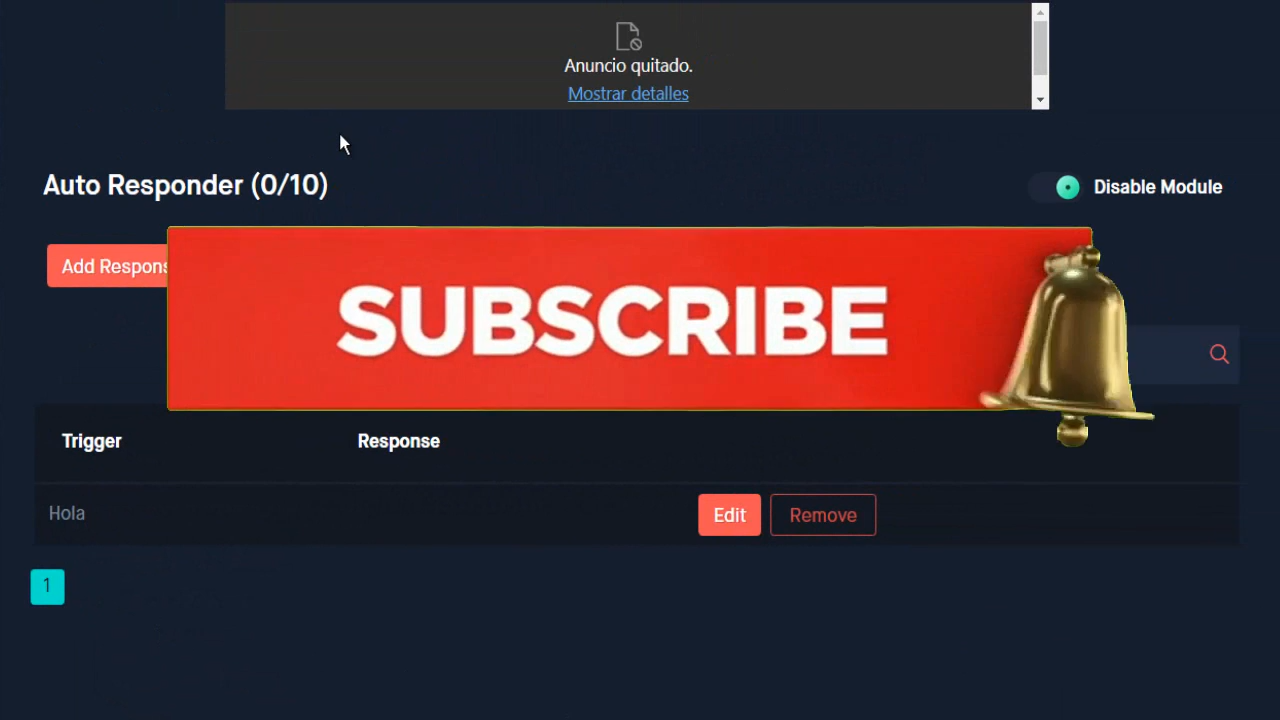 Anuncio quitado.
Mostrar detalles
Auto Responder (0/10)
Disable Module
Add Respons
SUBSCRIBE
Trigger
Response
Hola
Edit
Remove
1